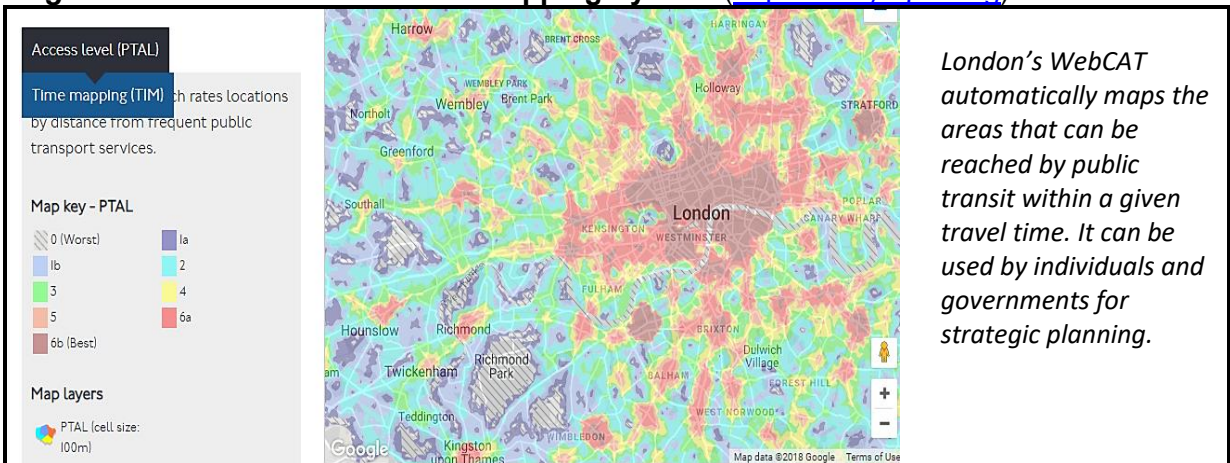 Access level (PTAL)
Time mapping (TIM)
ch rates locations
by distance from frequent public
transport services.
Map key - PTAL
0 (Worst)
1a
1b
2
3
4
5
6a
6b (Best)
Map layers
PTAL (cell size:
100m)
Harrow
HARRINGAY
BRENT CROSS
WEMBLEY PARK
Wembley
Brent Park
Holloway
STRATFORD
Northolt
Greenford
Southall
London
POPLAR
CANARY WHARF
KENSINGTON
WESTMINSTER
FULHAM
Hounslow
Richmond
BRIXTON
Richmond
Park
Dulwich
Village
Twickenham
BALHAM
FOREST HILL
Teddington
WEST NORWOOD
WIMBLEDON
Kingston
upon Thames
Google
Map data ©2018 Google
Terms of Use
London's WebCAT
automatically maps the
areas that can be
reached by public
transit within a given
travel time. It can be
used by individuals and
governments for
strategic planning.